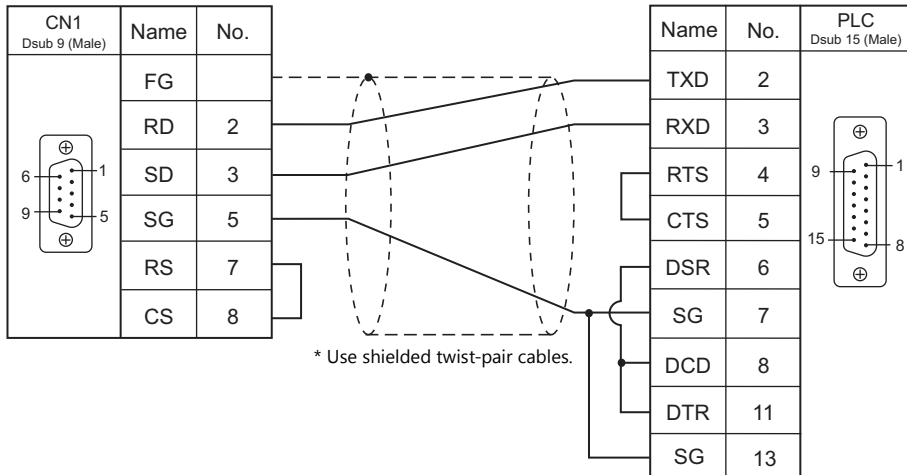 CN1
Dsub 9 (Male)
Name No.
FG
RD 2
SD 3
SG 5
RS 7
CS 8
6 1
9 5
* Use shielded twist-pair cables.
Name No.
PLC
Dsub 15 (Male)
TXD 2
RXD 3
RTS 4
CTS 5
DSR 6
SG 7
DCD 8
DTR 11
SG 13
9 1
15 8